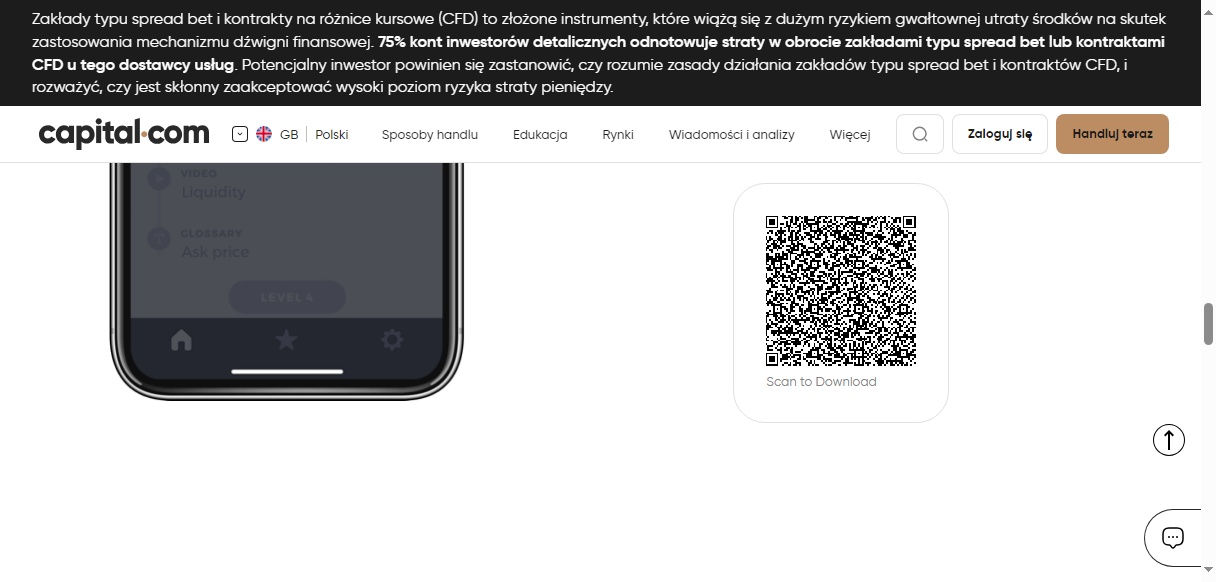 Zakłady typu spread bet i kontrakty na różnice kursowe (CFD) to złożone instrumenty, które wiążą się z dużym ryzykiem gwałtownej utraty środków na skutek
zastosowania mechanizmu dźwigni finansowej. 75% kont inwestorów detalicznych odnotowuje straty w obrocie zakładami typu spread bet lub kontraktami
CFD u tego dostawcy usług. Potencjalny inwestor powinien się zastanowić, czy rozumie zasady działania zakładów typu spread bet i kontraktów CFD, i
rozważyć, czy jest skłonny zaakceptować wysoki poziom ryzyka straty pieniędzy.
capital.com GB Polski Sposoby handlu Edukacja Rynki Wiadomości i analizy Więcej Zaloguj się Handluj teraz
VIDEO
Liquidity
GLOSSARY
Ask price
LEVEL 4
Scan to Download